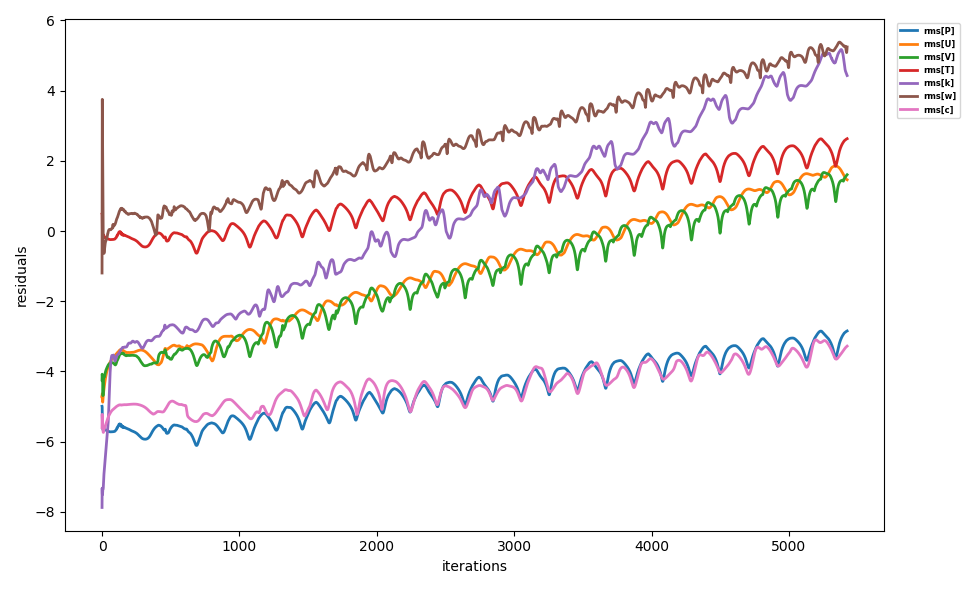 6
4
2
0
−2
−4
−6
−8
residuals
0 1000 2000 3000 4000 5000
iterations
rms[P]
rms[U]
rms[V]
rms[T]
rms[k]
rms[w]
rms[c]